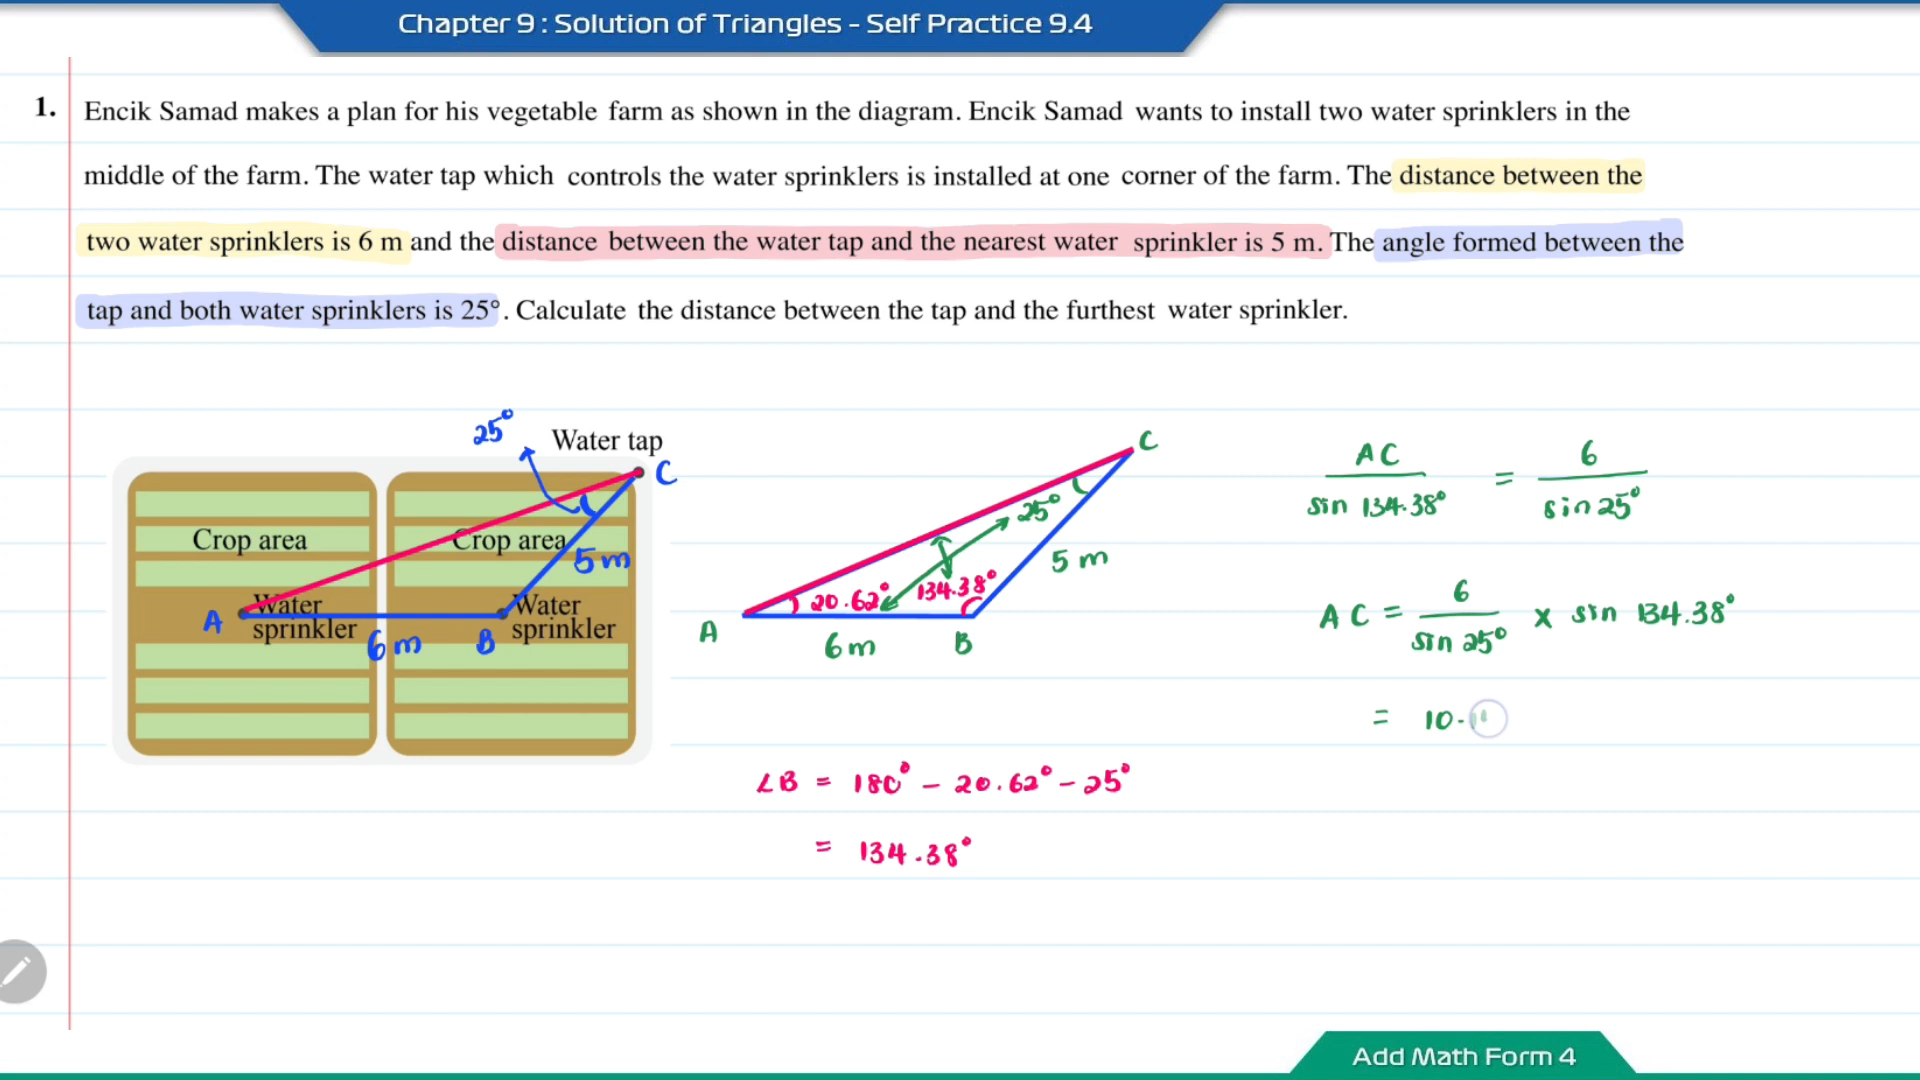 Chapter 9 : Solution of Triangles - Self Practice 9.4
1. Encik Samad makes a plan for his vegetable farm as shown in the diagram. Encik Samad wants to install two water sprinklers in the
middle of the farm. The water tap which controls the water sprinklers is installed at one corner of the farm. The distance between the
two water sprinklers is 6 m and the distance between the water tap and the nearest water sprinkler is 5 m. The angle formed between the
tap and both water sprinklers is 25°. Calculate the distance between the tap and the furthest water sprinkler.
25°
Water tap
C
Crop area
Crop area
5 m
A
Water
sprinkler
6 m
B
Water
sprinkler
C
25°
5 m
20.62°
134.38°
A
6 m
B
∠B = 180° - 20.62° - 25°
= 134.38°
AC / sin 134.38° = 6 / sin 25°
AC = 6 / sin 25° x sin 134.38°
= 10.
Add Math Form 4